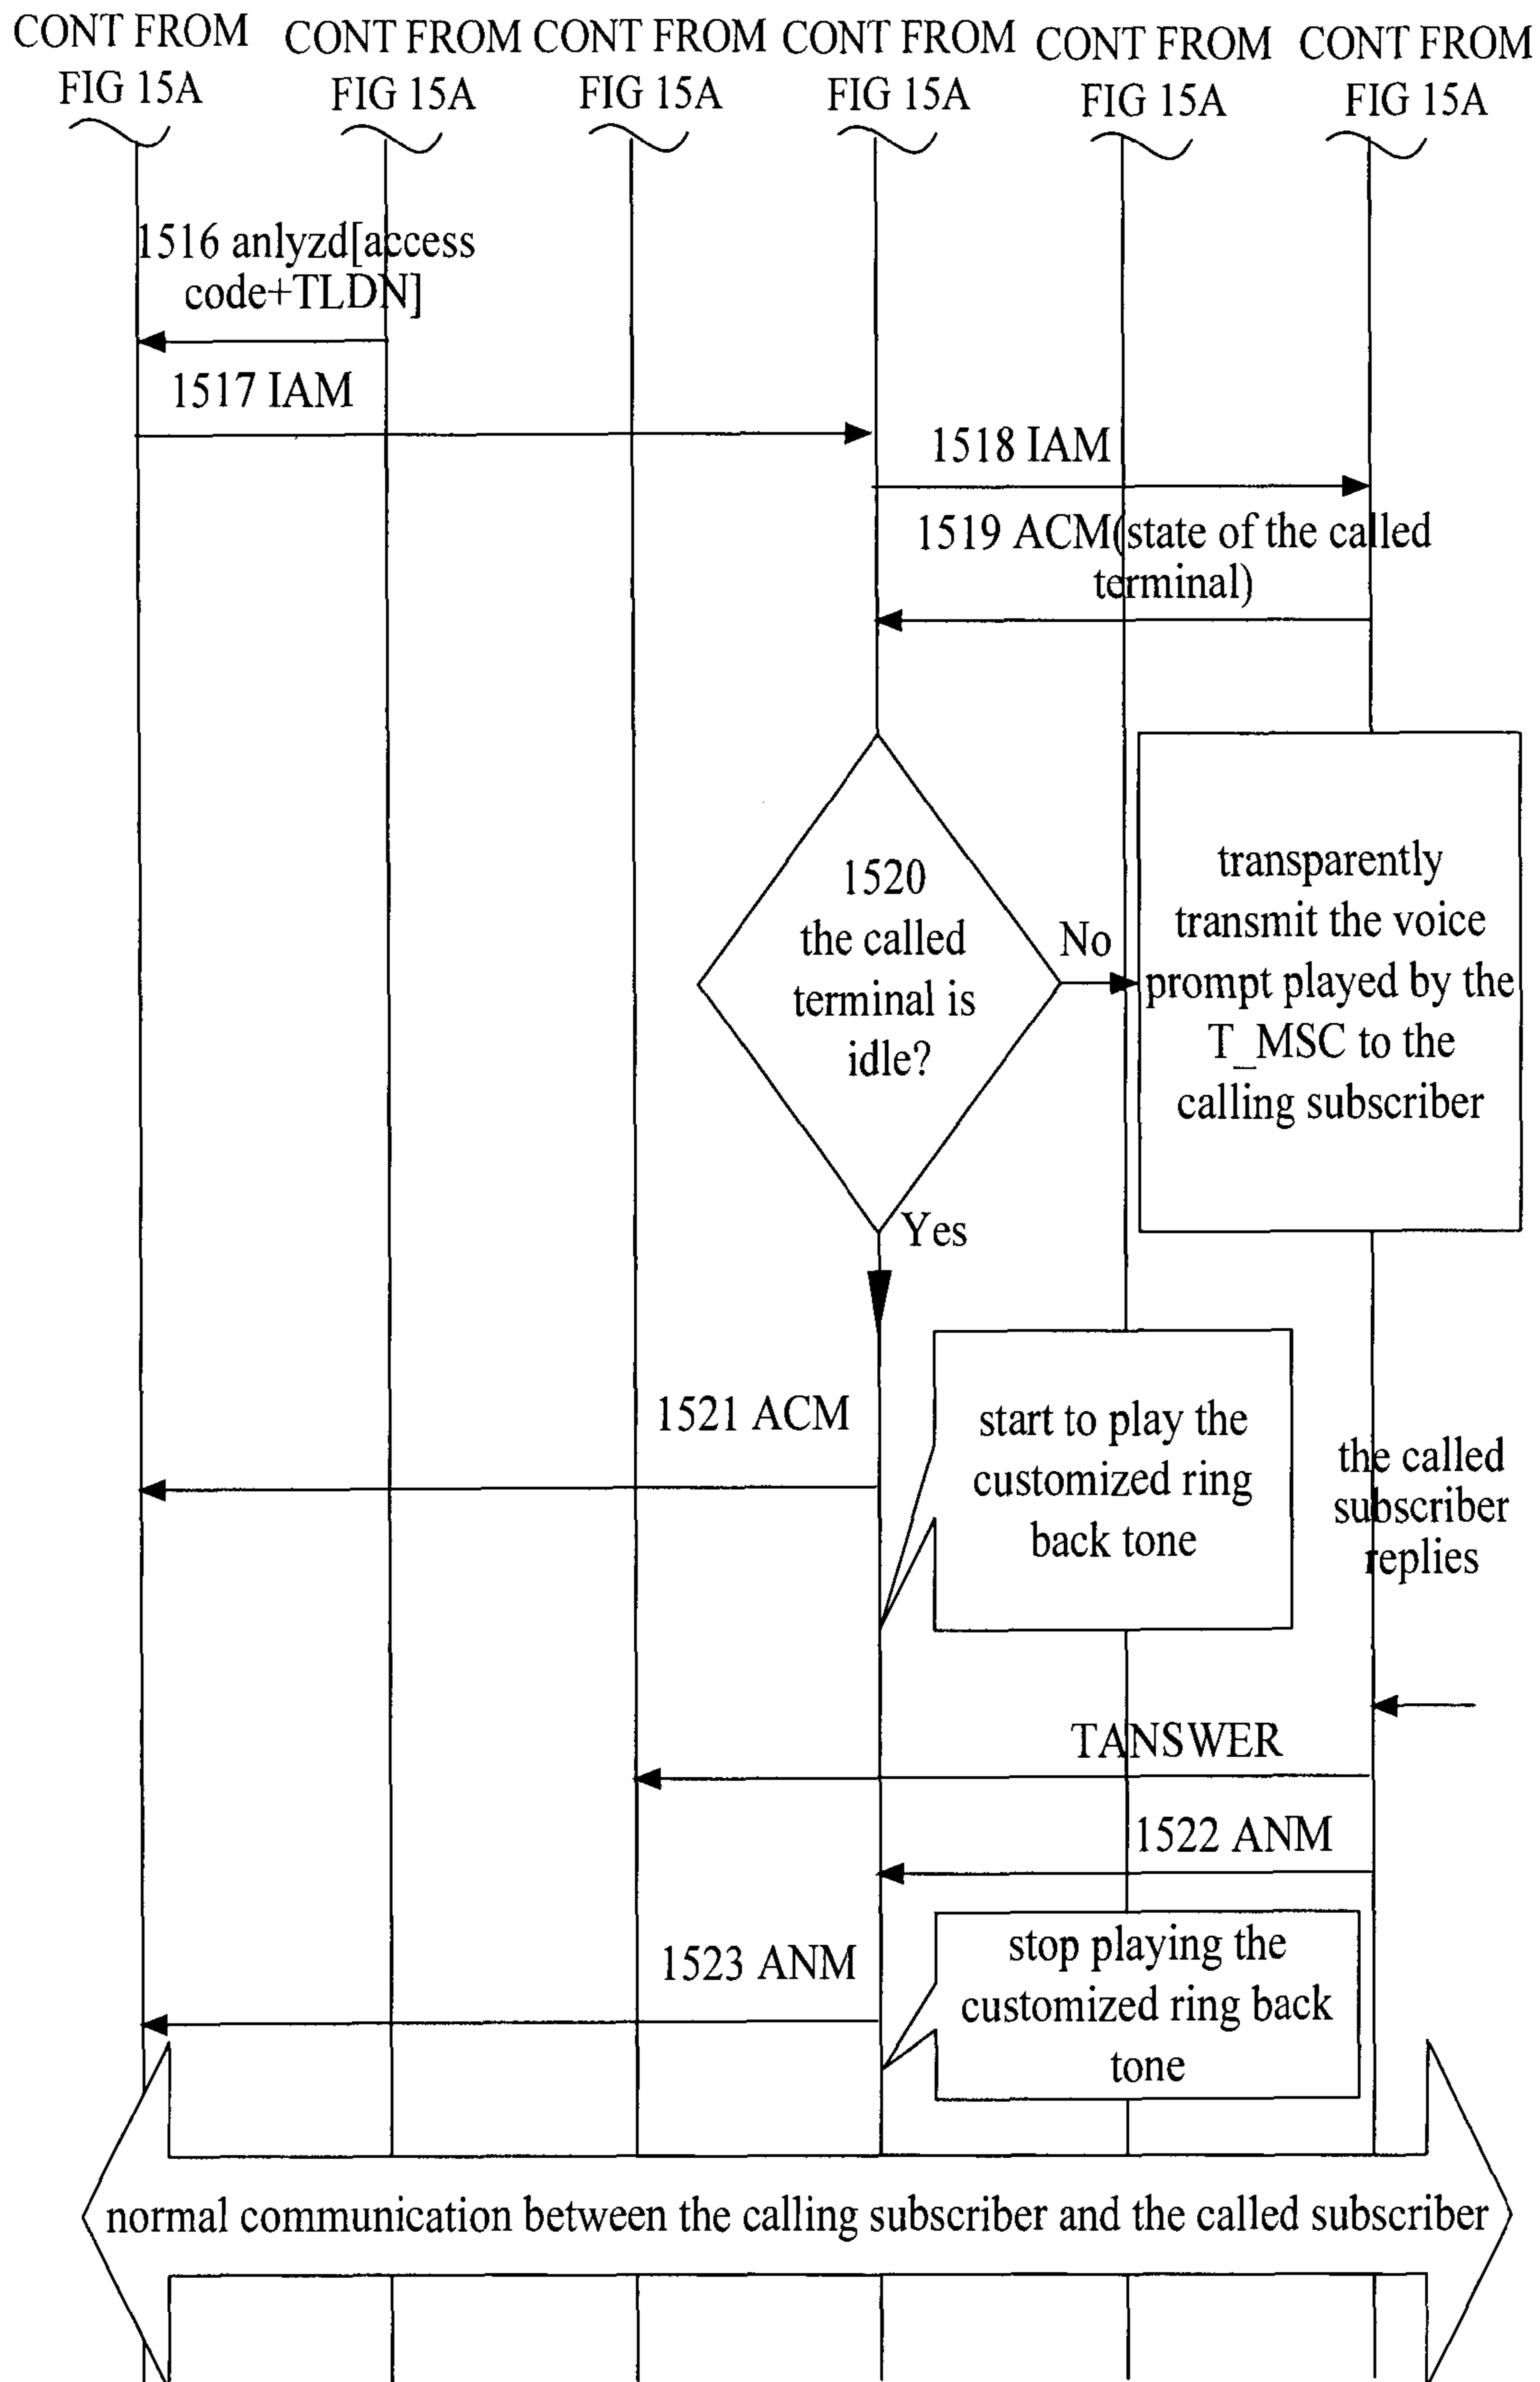 CONT FROM
FIG 15A
CONT FROM
FIG 15A
CONT FROM
FIG 15A
CONT FROM
FIG 15A
CONT FROM
FIG 15A
CONT FROM
FIG 15A
1516 anlyzd[access
code+TLDN]
1517 IAM
1518 IAM
1519 ACM(state of the called
terminal)
1520
the called
terminal is
idle?
No
transparently
transmit the voice
prompt played by the
T_MSC to the
calling subscriber
Yes
1521 ACM
start to play the
customized ring
back tone
the called
subscriber
replies
TANSWER
1522 ANM
1523 ANM
stop playing the
customized ring back
tone
normal communication between the calling subscriber and the called subscriber